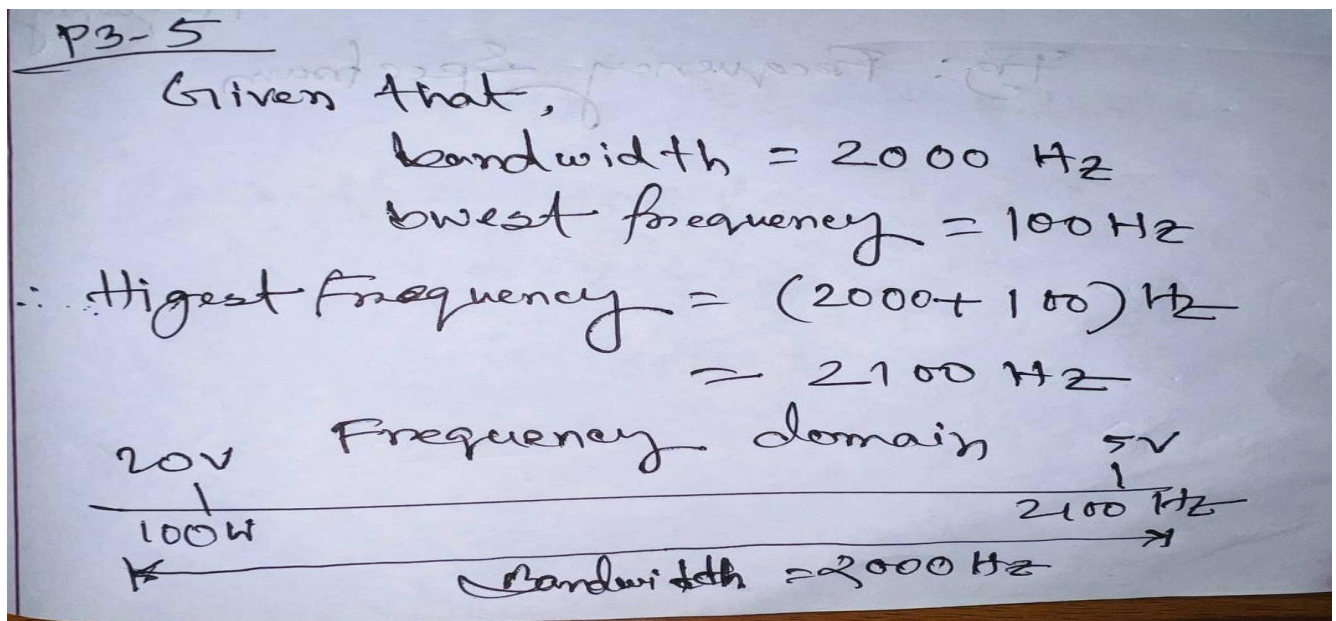 P3-5
Given that,
bandwidth = 2000 Hz
lowest frequency = 100 Hz
∴ Higest Frequency = (2000+100) Hz
= 2100 Hz
Frequency domain
20V 5V
100H 2100 Hz
Bandwidth = 2000 Hz